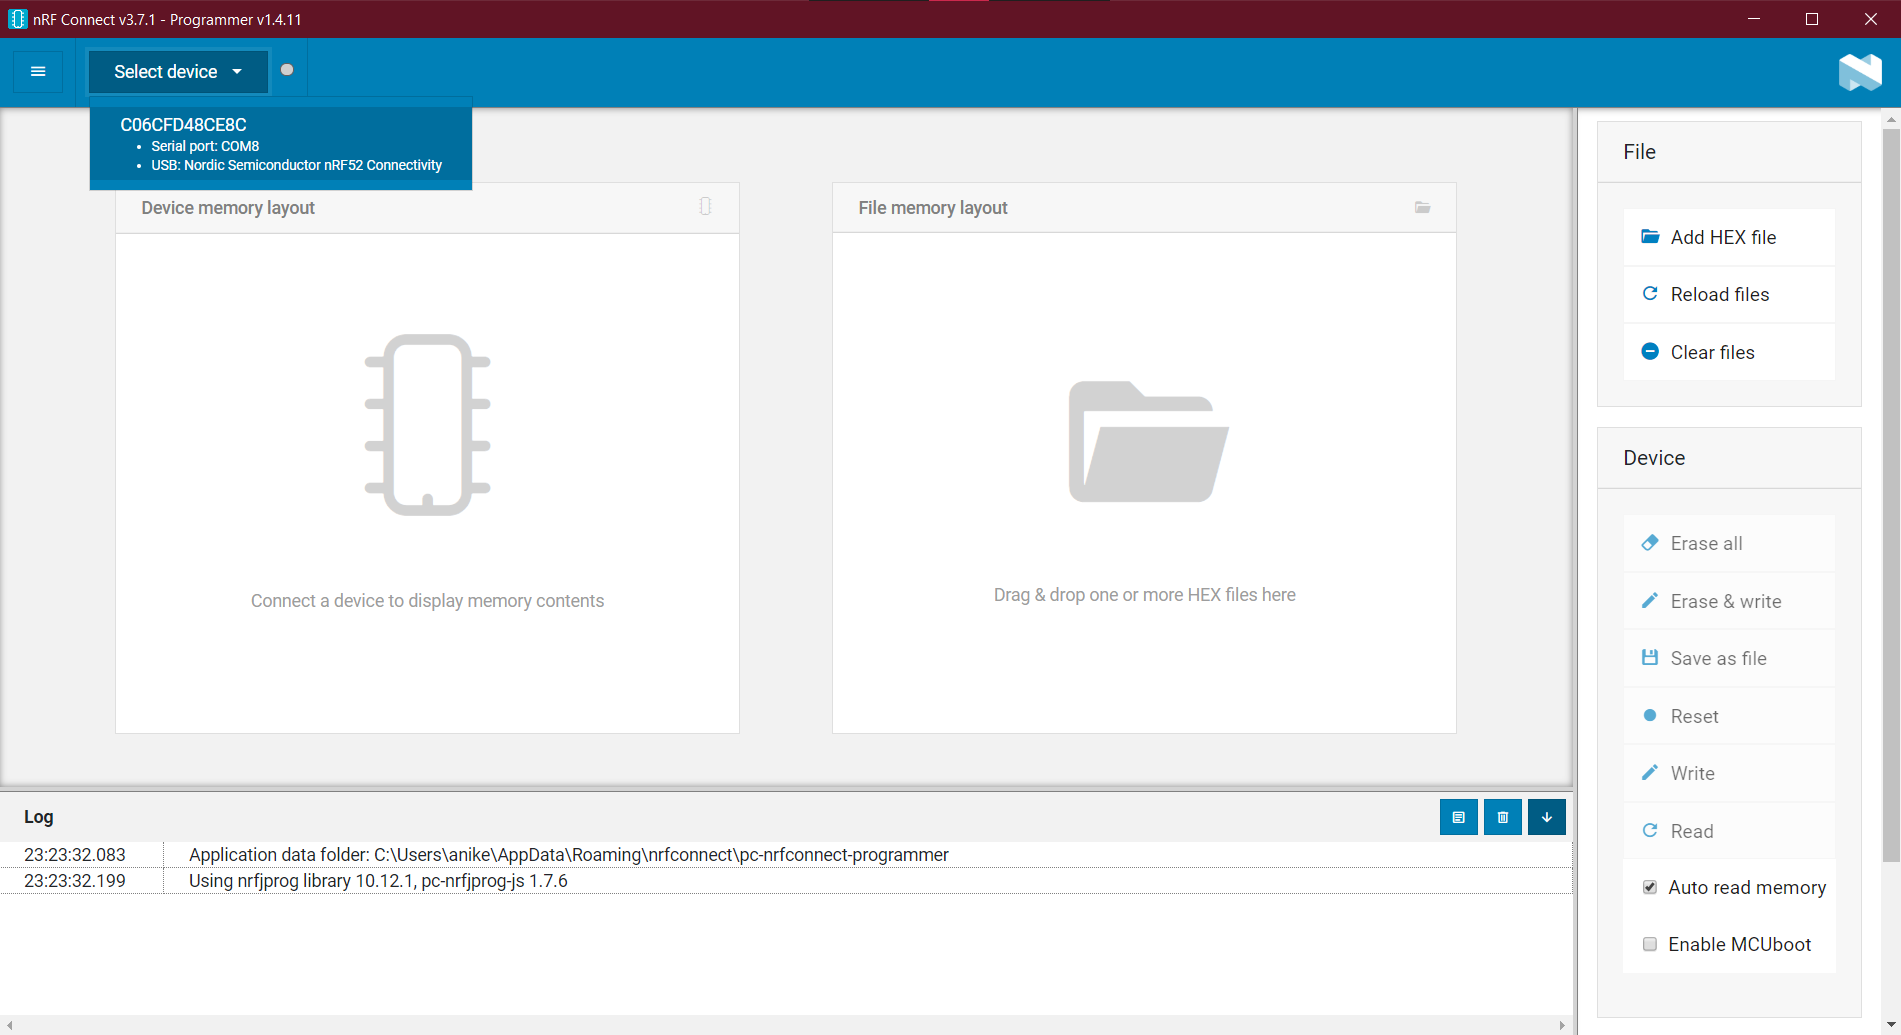 nRF Connect v3.7.1 - Programmer v1.4.11
Select device
C06CFD48CE8C
• Serial port: COM8
• USB: Nordic Semiconductor nRF52 Connectivity
Device memory layout
Connect a device to display memory contents
File memory layout
Drag & drop one or more HEX files here
File
Add HEX file
Reload files
Clear files
Device
Erase all
Erase & write
Save as file
Reset
Write
Read
Auto read memory
Enable MCUboot
Log
23:23:32.083 Application data folder: C:\Users\anike\AppData\Roaming\nrfconnect\pc-nrfconnect-programmer
23:23:32.199 Using nrfjprog library 10.12.1, pc-nrfjprog-js 1.7.6